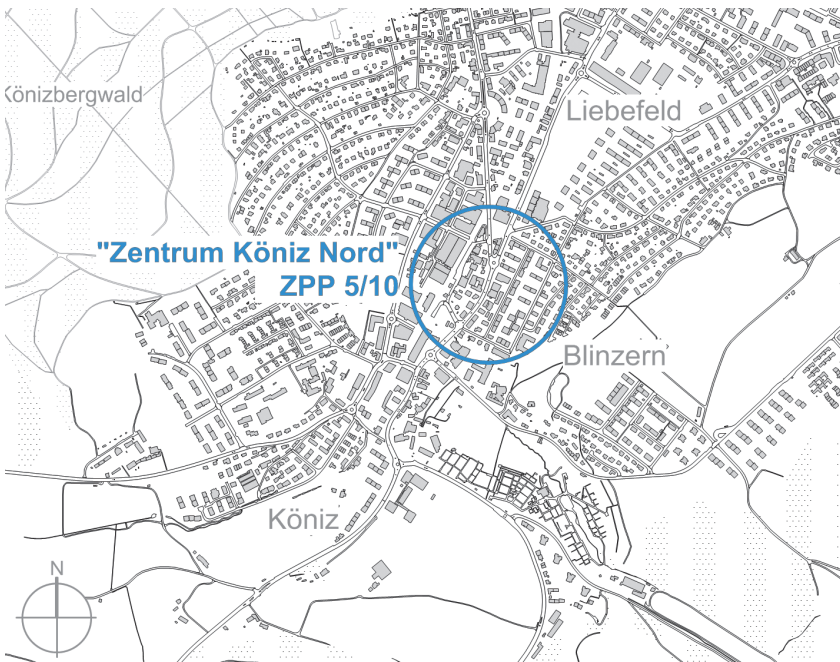 Könizbergwald
Liebefeld
"Zentrum Köniz Nord"
ZPP 5/10
Blinzern
Köniz
N